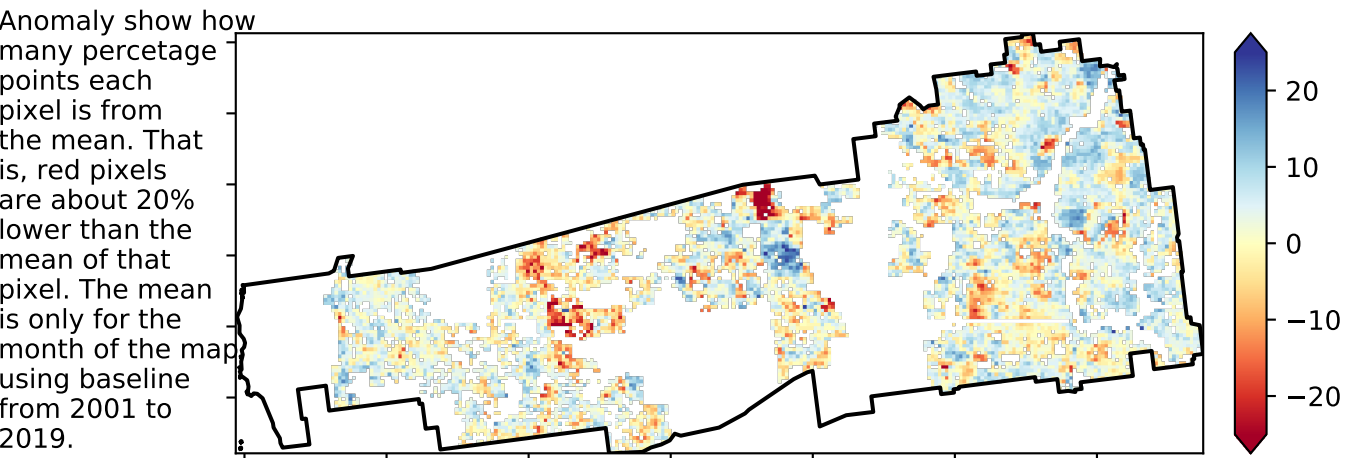 Anomaly show how
many percetage
points each
pixel is from
the mean. That
is, red pixels
are about 20%
lower than the
mean of that
pixel. The mean
is only for the
month of the map
using baseline
from 2001 to
2019.
20
10
0
−10
−20